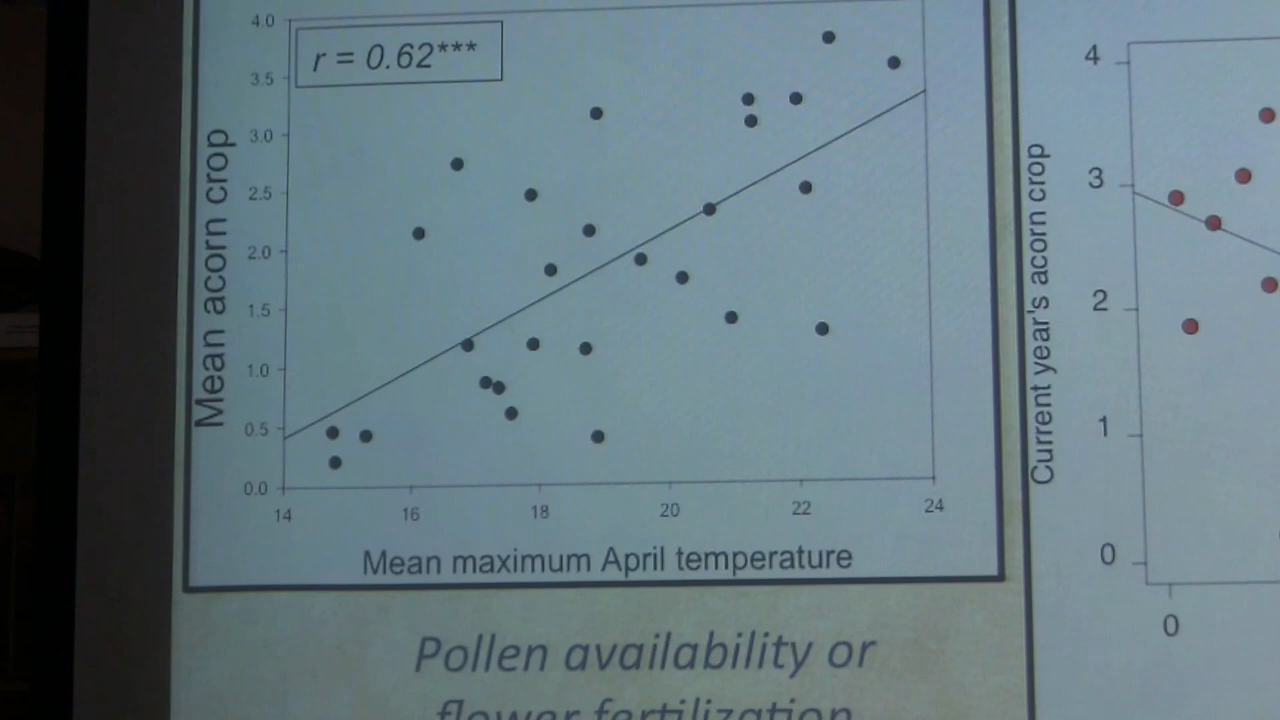 r = 0.62***
4.0
3.5
3.0
2.5
2.0
1.5
1.0
0.5
0.0
Mean acorn crop
14 16 18 20 22 24
Mean maximum April temperature
Pollen availability or
flower fertilization
4
3
2
1
0
Current year's acorn crop
0